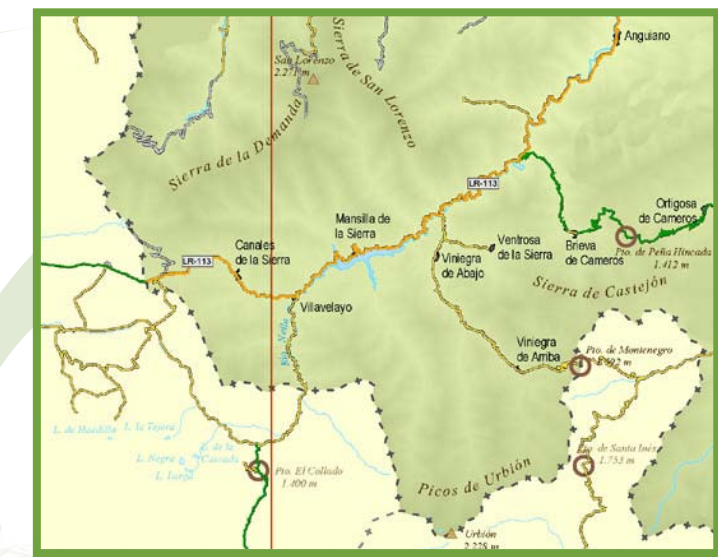 Anguiano
San Lorenzo
Sierra de San Lorenzo
Sierra de la Demanda
LR-113
Ortigosa
de Cameros
Mansilla de
la Sierra
Canales
de la Sierra
LR-113
Ventrosa
de la Sierra
Brieva
de Cameros
Pto. de Peña Hincada
1.412 m
Viniegra
de Abajo
Sierra de Castejón
Villavelayo
Río Neila
Viniegra
de Arriba
Pto. de Montenegro
L. la Tejera
L. de la
Cascada
L. Negra
L. Larga
Pto. de Santa Inés
1.753 m
Pto. El Collado
1.400 m
Picos de Urbión
Urbión
2.228 m